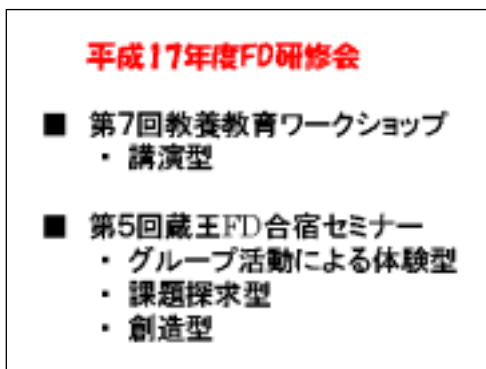 平成17年度FD研修会
■ 第7回教養教育ワークショップ
・ 講演型
■ 第5回蔵王FD合宿セミナー
・ グループ活動による体験型
・ 課題探求型
・ 創造型